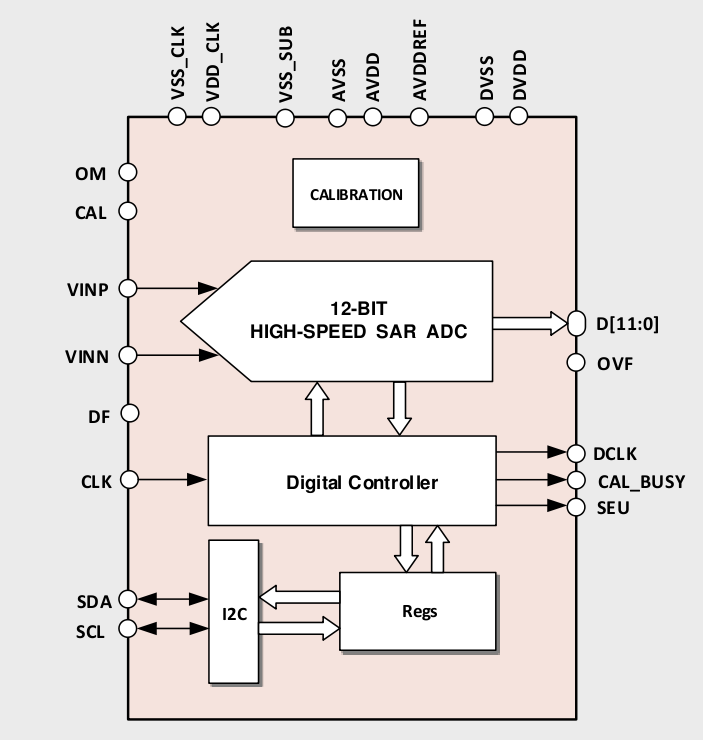 VSS_CLK
VDD_CLK
VSS_SUB
AVSS
AVDD
AVDDREF
DVSS
DVDD
OM
CAL
CALIBRATION
VINP
VINN
12-BIT
HIGH-SPEED SAR ADC
D[11:0]
OVF
DF
CLK
Digital Controller
DCLK
CAL_BUSY
SEU
SDA
SCL
I2C
Regs